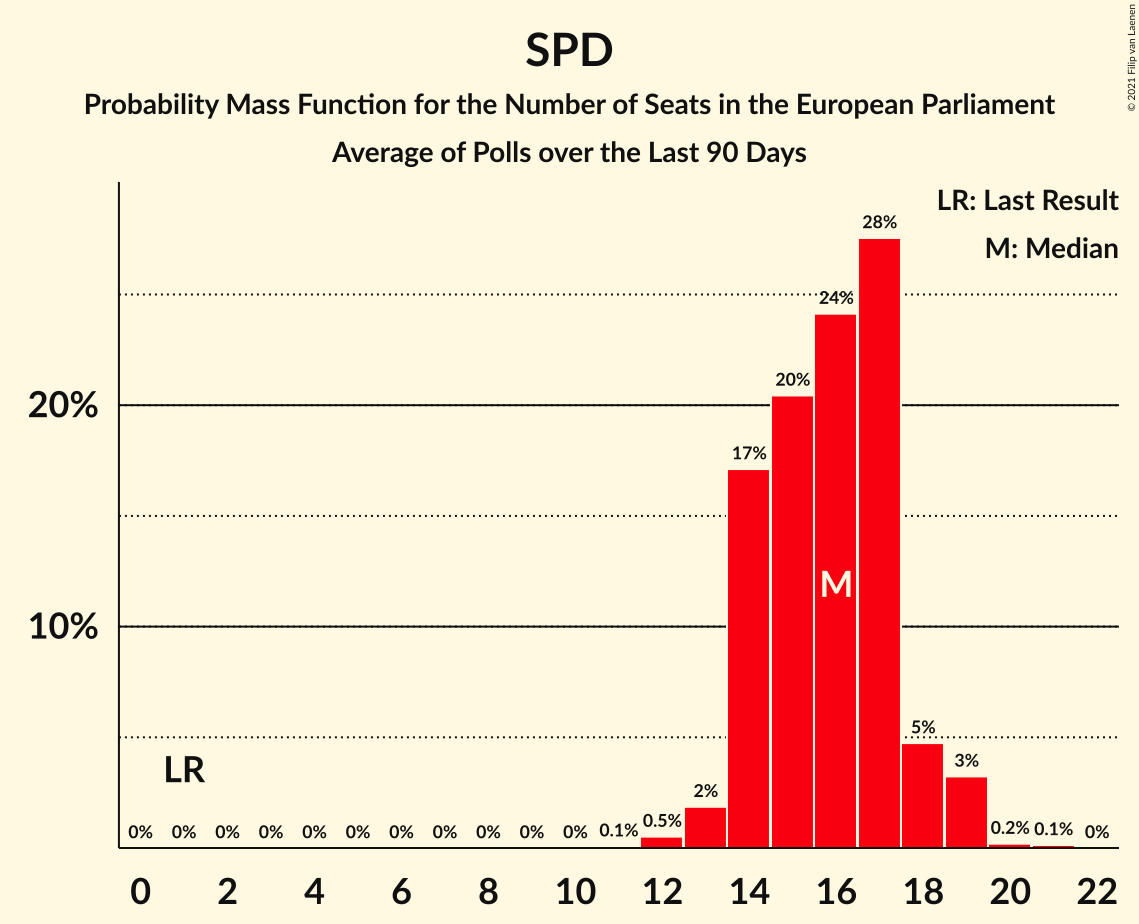 SPD
Probability Mass Function for the Number of Seats in the European Parliament
Average of Polls over the Last 90 Days
© 2021 Filip van Laenen
LR: Last Result
M: Median
28%
24%
20%
20%
17%
M
10%
5%
LR
3%
2%
0% 0% 0% 0% 0% 0% 0% 0% 0% 0% 0% 0.1% 0.5% 0.2% 0.1% 0%
0 2 4 6 8 10 12 14 16 18 20 22